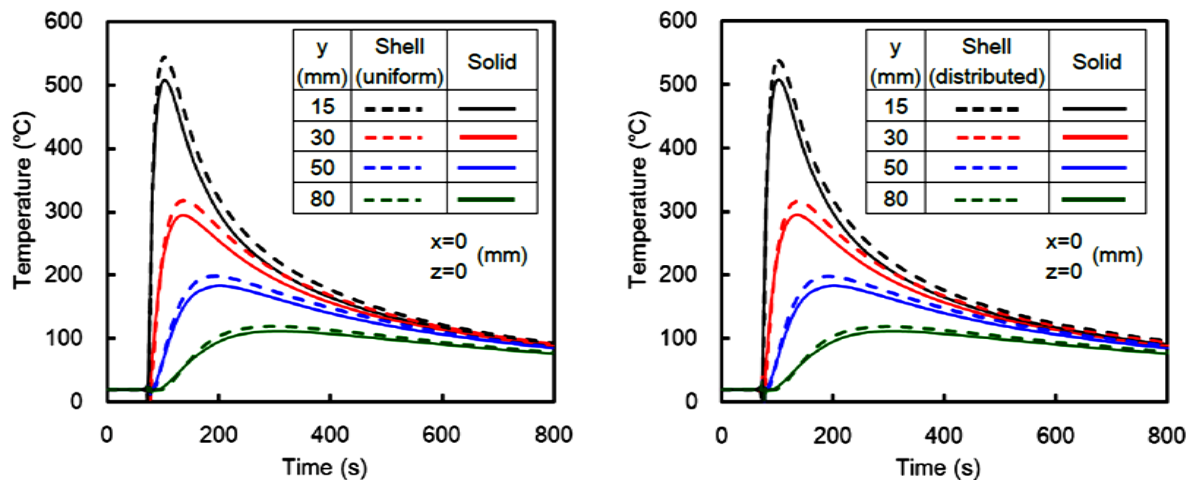 600
500
400
300
200
100
0
Temperature (°C)
y (mm) Shell (uniform) Solid
15
30
50
80
x=0
z=0 (mm)
0 200 400 600 800
Time (s)
600
500
400
300
200
100
0
Temperature (°C)
y (mm) Shell (distributed) Solid
15
30
50
80
x=0
z=0 (mm)
0 200 400 600 800
Time (s)